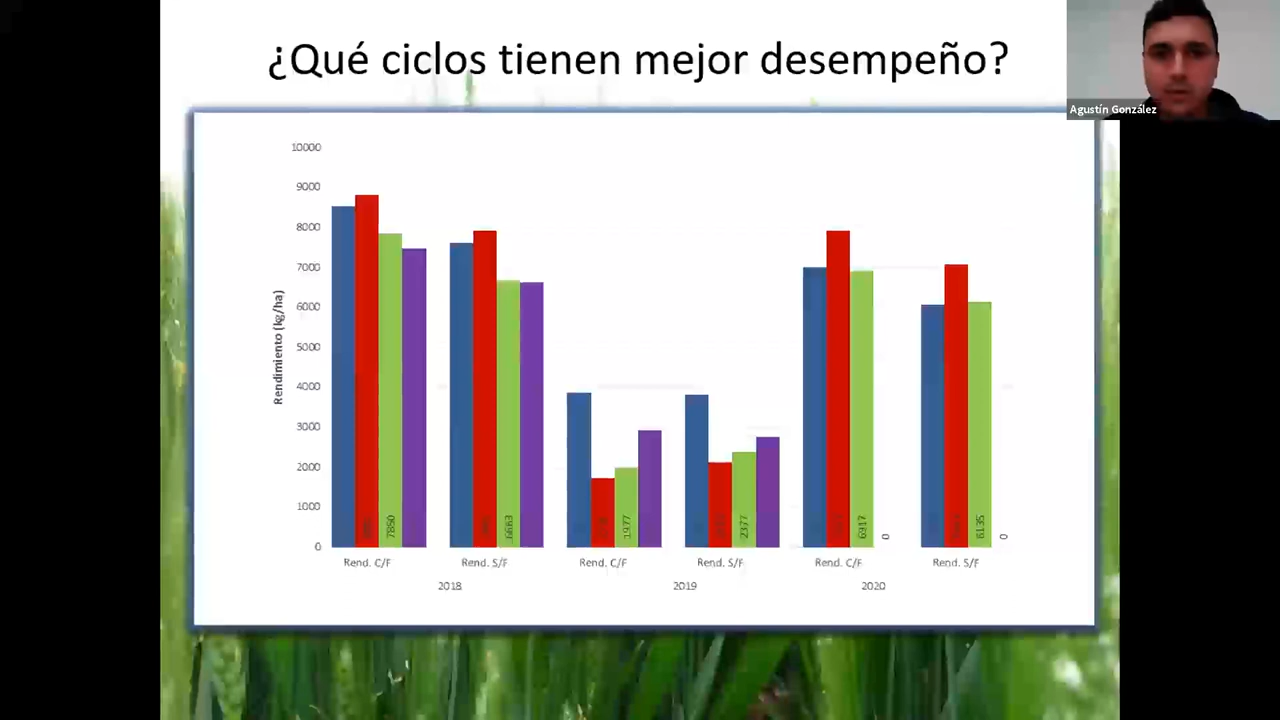 ¿Qué ciclos tienen mejor desempeño?
Agustín González
Rendimiento (kg/ha)
10000
9000
8000
7000
6000
5000
4000
3000
2000
1000
0
7850
6693
1977
2377
6917
0
6135
0
Rend. C/F
Rend. S/F
Rend. C/F
Rend. S/F
Rend. C/F
Rend. S/F
2018
2019
2020